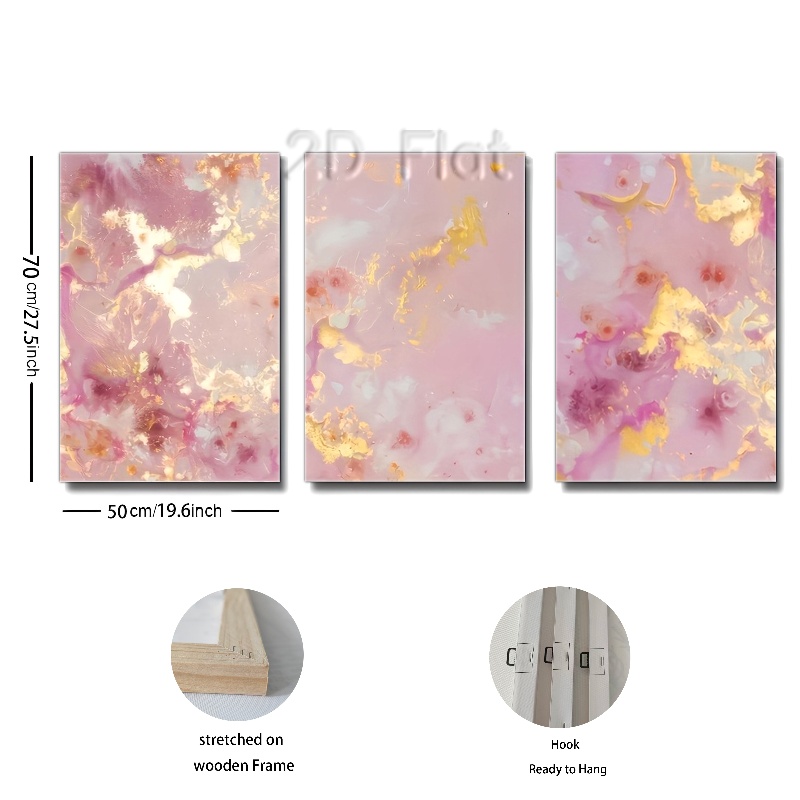 2D Flat
70 cm/27.5inch
50cm/19.6inch
stretched on
wooden Frame
Hook
Ready to Hang